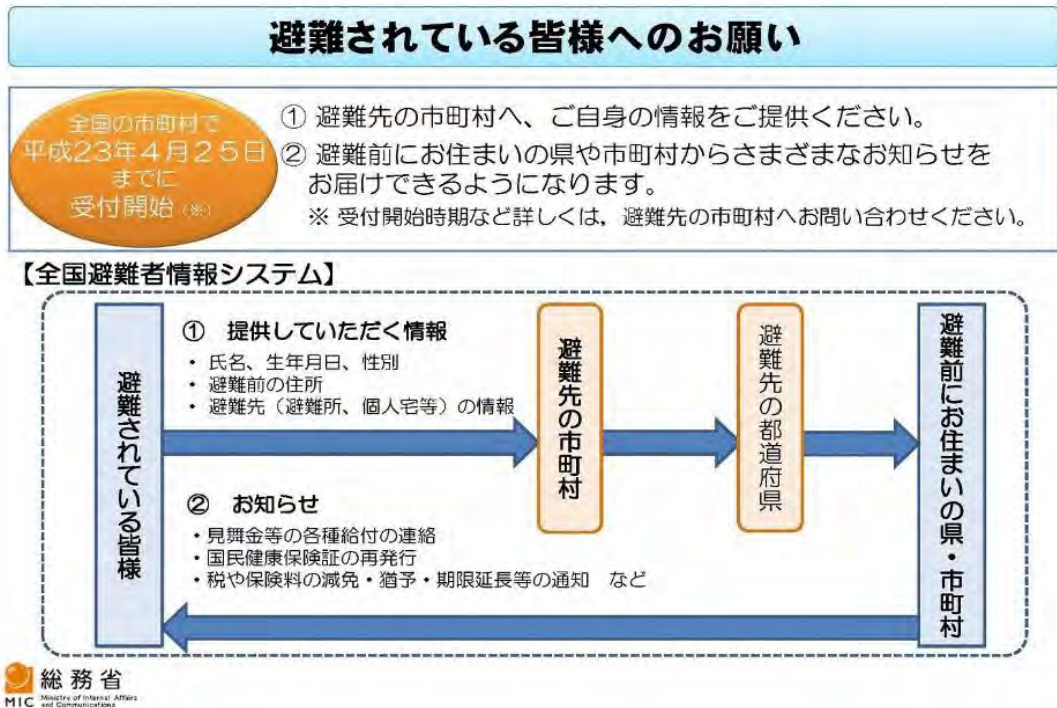 避難されている皆様へのお願い
全国の市町村で
平成23年4月25日
までに
受付開始(※)
① 避難先の市町村へ、ご自身の情報をご提供ください。
② 避難前にお住まいの県や市町村からさまざまなお知らせを
お届けできるようになります。
※ 受付開始時期など詳しくは，避難先の市町村へお問い合わせください。
【全国避難者情報システム】
避難されている皆様
① 提供していただく情報
・ 氏名、生年月日、性別
・ 避難前の住所
・ 避難先（避難所、個人宅等）の情報
避難先の市町村
避難先の都道府県
避難前にお住まいの県・市町村
② お知らせ
・見舞金等の各種給付の連絡
・国民健康保険証の再発行
・税や保険料の減免・猶予・期限延長等の通知 など
総務省
MIC Ministry of Internal Affairs
and Communications